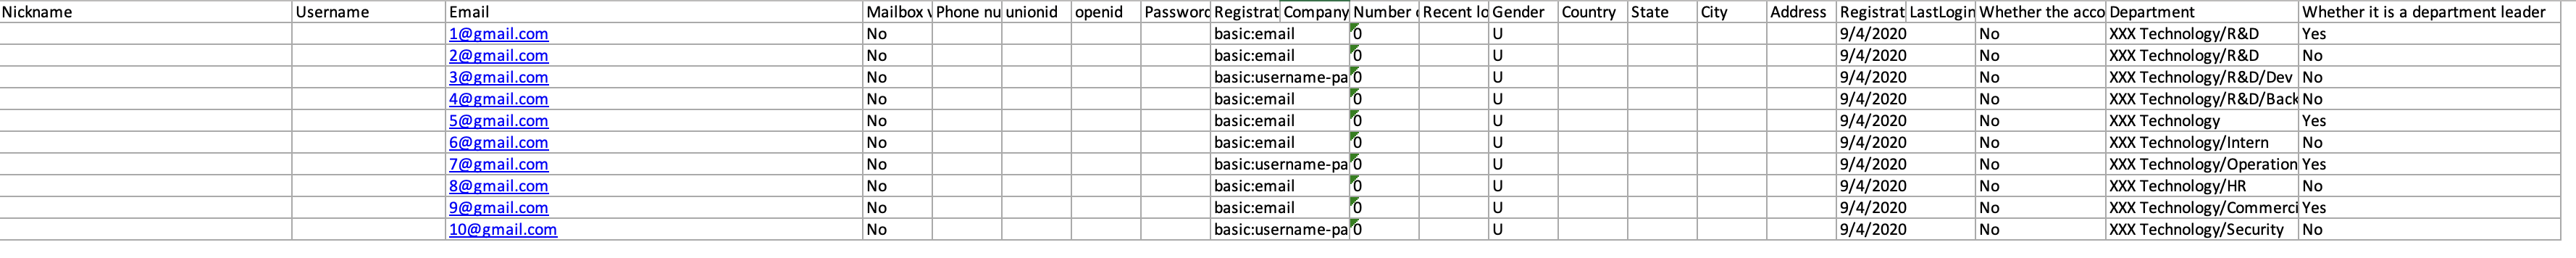 Nickname Username Email Mailbox v Phone nu unionid openid Password Registrat Company Number Recent lo Gender Country State City Address Registrat LastLogin Whether the acco Department Whether it is a department leader
1@gmail.com No basic:email 0 U 9/4/2020 No XXX Technology/R&D Yes
2@gmail.com No basic:email 0 U 9/4/2020 No XXX Technology/R&D No
3@gmail.com No basic:username-pa 0 U 9/4/2020 No XXX Technology/R&D/Dev No
4@gmail.com No basic:email 0 U 9/4/2020 No XXX Technology/R&D/Back No
5@gmail.com No basic:email 0 U 9/4/2020 No XXX Technology Yes
6@gmail.com No basic:email 0 U 9/4/2020 No XXX Technology/Intern No
7@gmail.com No basic:username-pa 0 U 9/4/2020 No XXX Technology/Operation Yes
8@gmail.com No basic:email 0 U 9/4/2020 No XXX Technology/HR No
9@gmail.com No basic:email 0 U 9/4/2020 No XXX Technology/Commerci Yes
10@gmail.com No basic:username-pa 0 U 9/4/2020 No XXX Technology/Security No